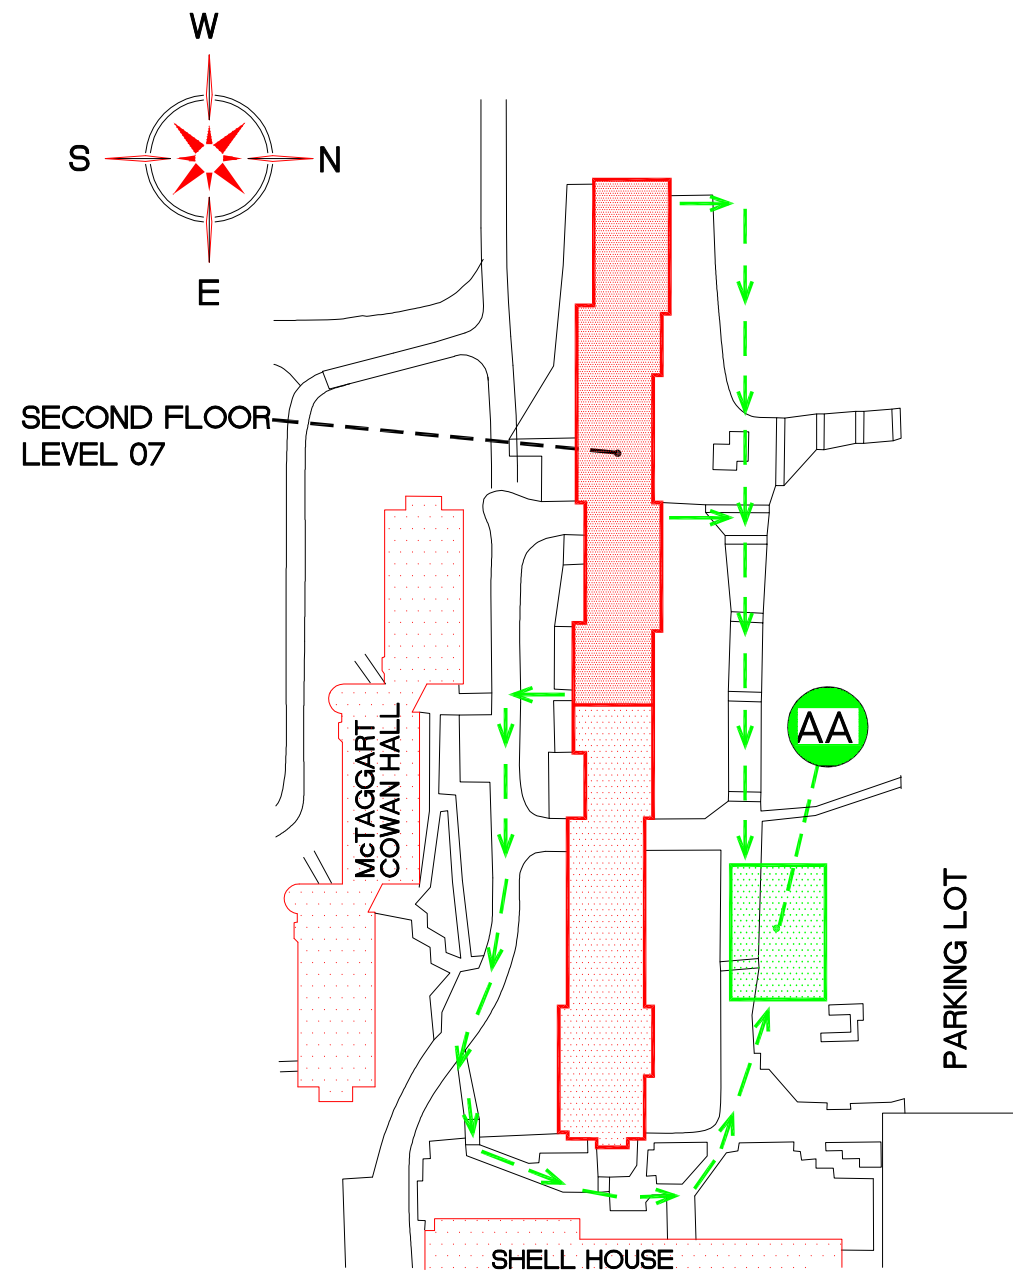 W
S
N
E
SECOND FLOOR
LEVEL 07
McTAGGART
COWAN HALL
AA
PARKING LOT
SHELL HOUSE